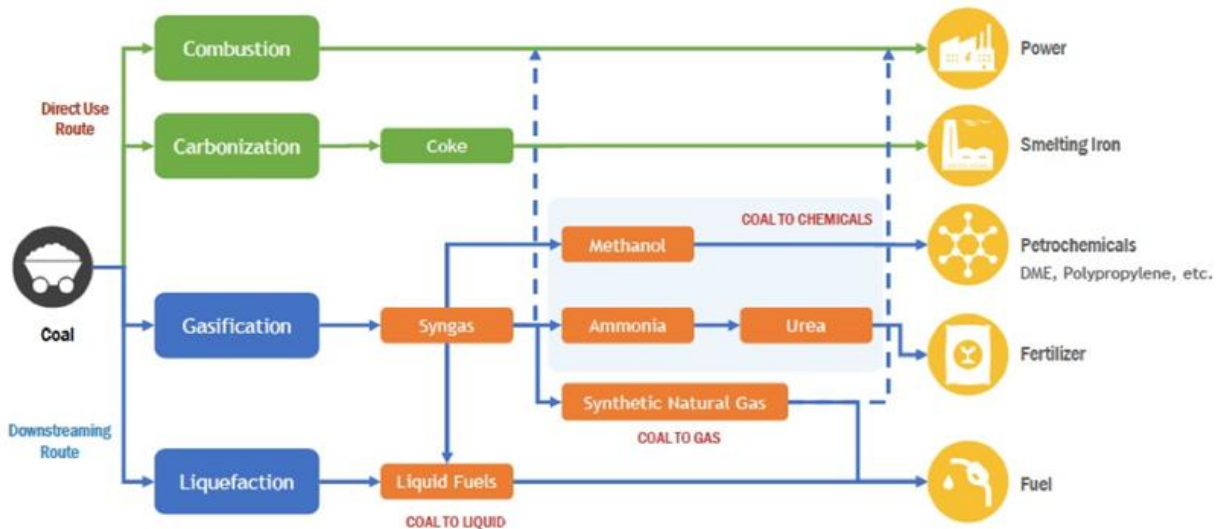 Combustion
Power
Direct Use
Route
Carbonization
Coke
Smelting Iron
COAL TO CHEMICALS
Methanol
Petrochemicals
DME, Polypropylene, etc.
Coal
Gasification
Syngas
Ammonia
Urea
Fertilizer
Synthetic Natural Gas
COAL TO GAS
Downstreaming
Route
Liquefaction
Liquid Fuels
Fuel
COAL TO LIQUID